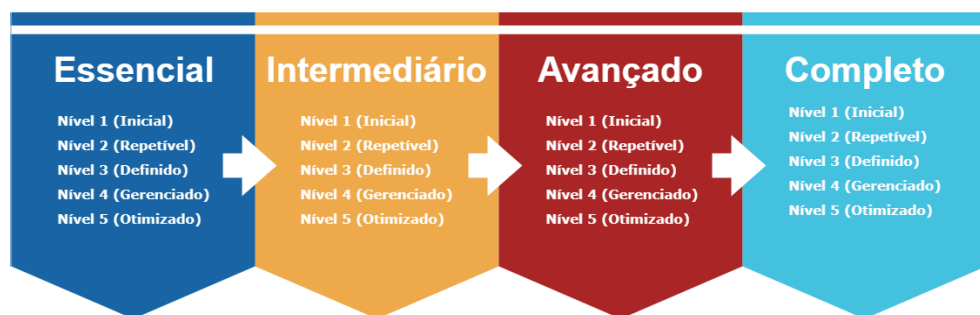 Essencial
Nível 1 (Inicial)
Nível 2 (Repetível)
Nível 3 (Definido)
Nível 4 (Gerenciado)
Nível 5 (Otimizado)
Intermediário
Nível 1 (Inicial)
Nível 2 (Repetível)
Nível 3 (Definido)
Nível 4 (Gerenciado)
Nível 5 (Otimizado)
Avançado
Nível 1 (Inicial)
Nível 2 (Repetível)
Nível 3 (Definido)
Nível 4 (Gerenciado)
Nível 5 (Otimizado)
Completo
Nível 1 (Inicial)
Nível 2 (Repetível)
Nível 3 (Definido)
Nível 4 (Gerenciado)
Nível 5 (Otimizado)